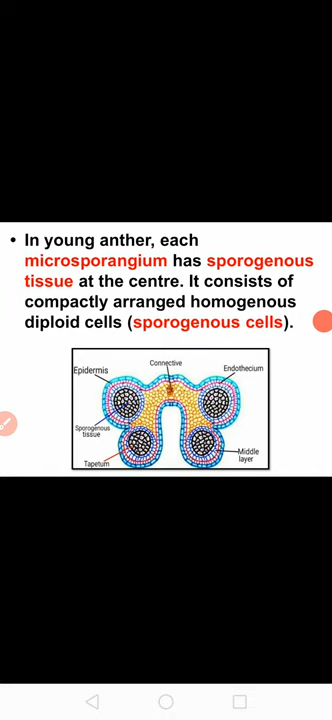 • In young anther, each
microsporangium has sporogenous
tissue at the centre. It consists of
compactly arranged homogenous
diploid cells (sporogenous cells).
Connective
Epidermis
Endothecium
Sporogenous
tissue
Tapetum
Middle
layer